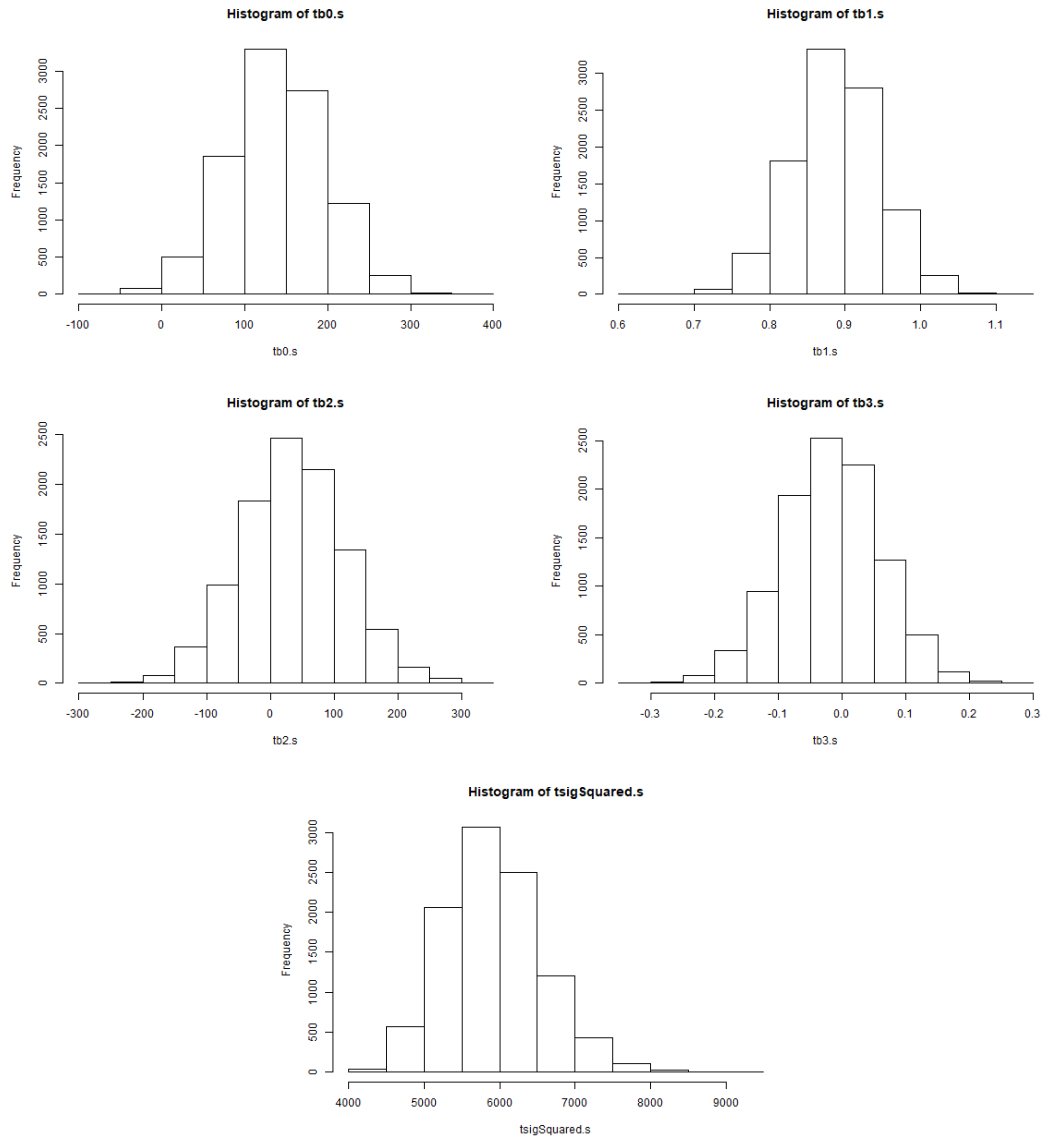 Histogram of tb0.s
Frequency
0 500 1000 1500 2000 2500 3000
-100 0 100 200 300 400
tb0.s
Histogram of tb1.s
Frequency
0 500 1000 1500 2000 2500 3000
0.6 0.7 0.8 0.9 1.0 1.1
tb1.s
Histogram of tb2.s
Frequency
0 500 1000 1500 2000 2500
-300 -200 -100 0 100 200 300
tb2.s
Histogram of tb3.s
Frequency
0 500 1000 1500 2000 2500
-0.3 -0.2 -0.1 0.0 0.1 0.2 0.3
tb3.s
Histogram of tsigSquared.s
Frequency
0 500 1000 1500 2000 2500 3000
4000 5000 6000 7000 8000 9000
tsigSquared.s